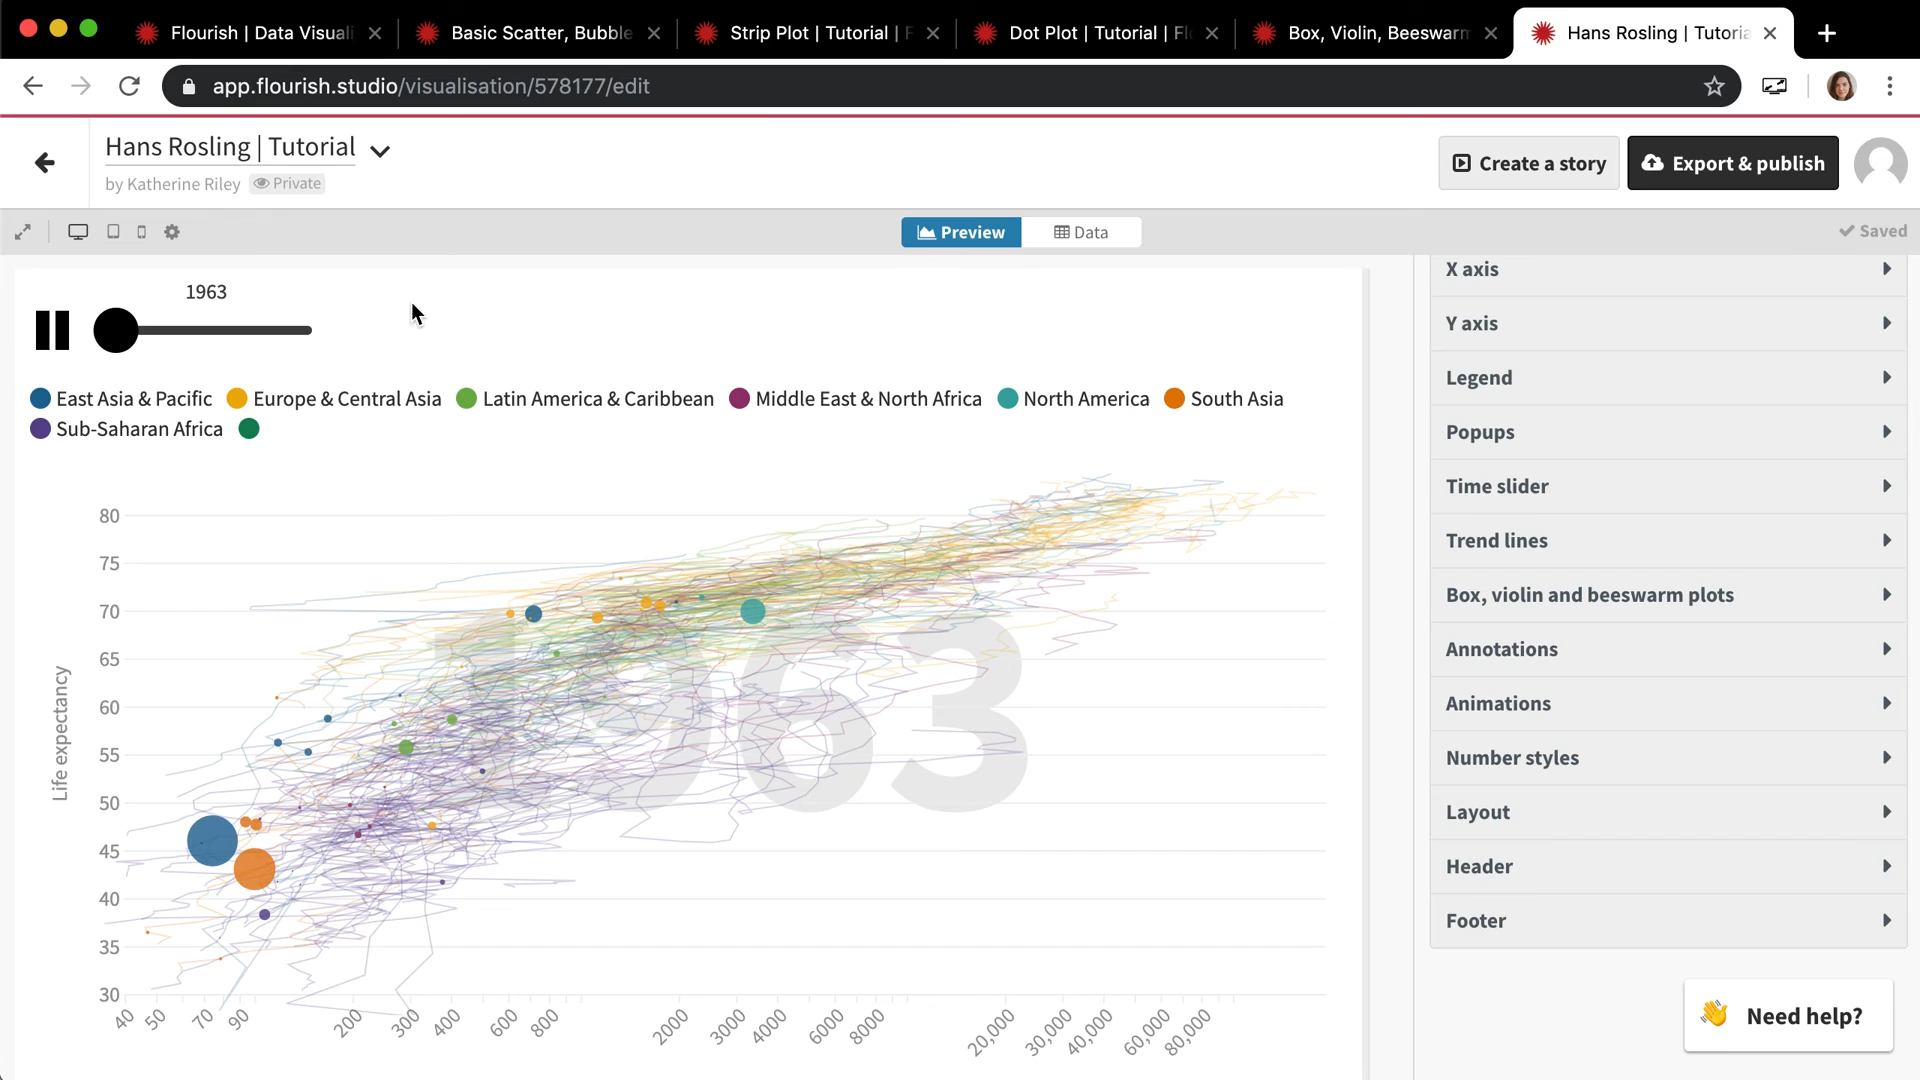 Flourish | Data Visuali
Basic Scatter, Bubble
Strip Plot | Tutorial | F
Dot Plot | Tutorial | Fl
Box, Violin, Beeswarm
Hans Rosling | Tutoria
app.flourish.studio/visualisation/578177/edit
Hans Rosling | Tutorial
by Katherine Riley Private
Create a story
Export & publish
Preview
Data
Saved
1963
East Asia & Pacific Europe & Central Asia Latin America & Caribbean Middle East & North Africa North America South Asia
Sub-Saharan Africa
1963
Life expectancy
80
75
70
65
60
55
50
45
40
35
30
40 50 70 90 200 300 400 600 800 2000 3000 4000 6000 8000 20,000 30,000 40,000 60,000 80,000
X axis
Y axis
Legend
Popups
Time slider
Trend lines
Box, violin and beeswarm plots
Annotations
Animations
Number styles
Layout
Header
Footer
Need help?